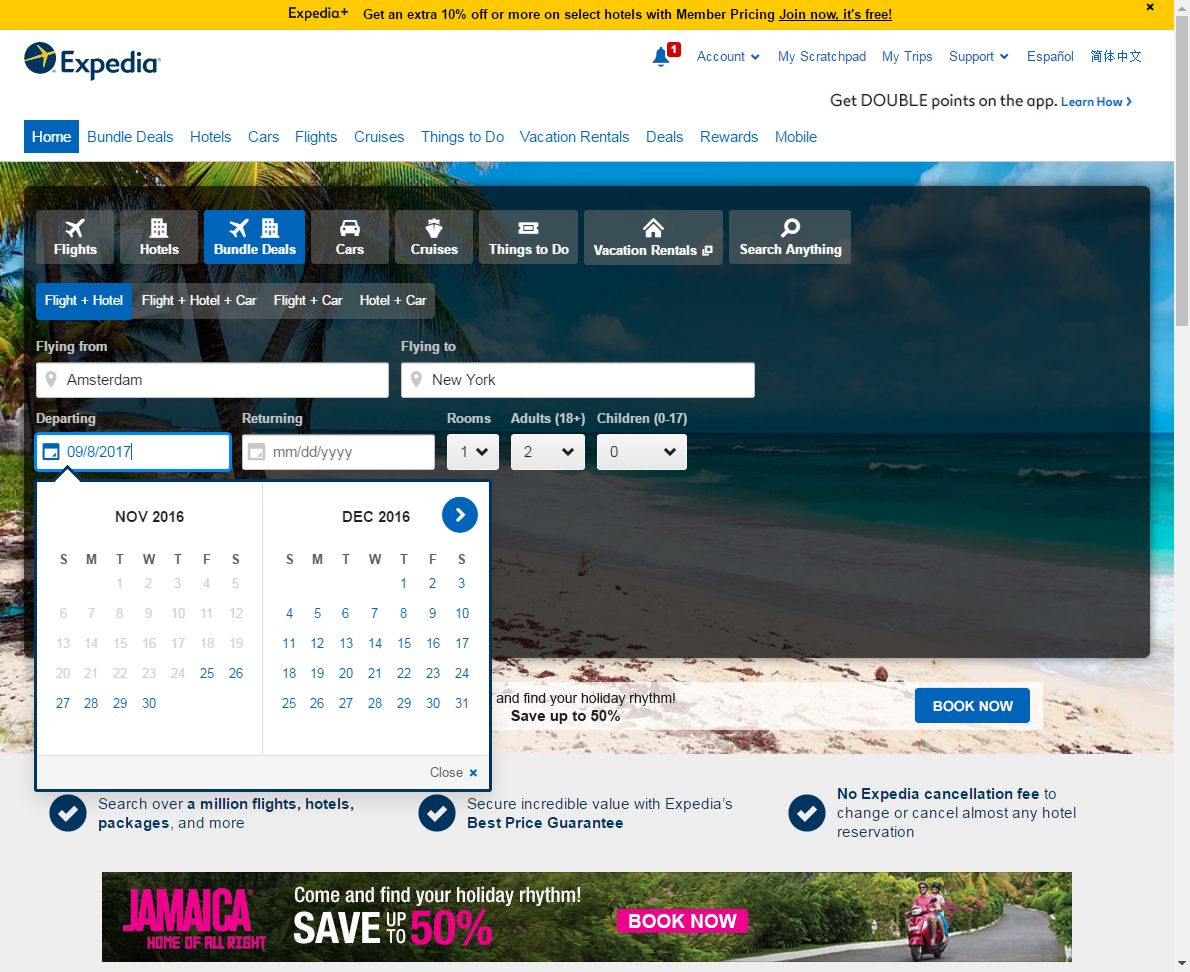 Expedia+ Get an extra 10% off or more on select hotels with Member Pricing Join now, it's free! ×
Expedia
1 Account My Scratchpad My Trips Support Español 简体中文
Get DOUBLE points on the app. Learn How
Home Bundle Deals Hotels Cars Flights Cruises Things to Do Vacation Rentals Deals Rewards Mobile
Flights Hotels Bundle Deals Cars Cruises Things to Do Vacation Rentals Search Anything
Flight + Hotel Flight + Hotel + Car Flight + Car Hotel + Car
Flying from Flying to
Amsterdam New York
Departing Returning Rooms Adults (18+) Children (0-17)
09/8/2017 mm/dd/yyyy 1 2 0
NOV 2016
S M T W T F S
1 2 3 4 5
6 7 8 9 10 11 12
13 14 15 16 17 18 19
20 21 22 23 24 25 26
27 28 29 30
DEC 2016
S M T W T F S
1 2 3
4 5 6 7 8 9 10
11 12 13 14 15 16 17
18 19 20 21 22 23 24
25 26 27 28 29 30 31
Close ×
and find your holiday rhythm!
Save up to 50%
BOOK NOW
Search over a million flights, hotels,
packages, and more
Secure incredible value with Expedia's
Best Price Guarantee
No Expedia cancellation fee to
change or cancel almost any hotel
reservation
JAMAICA
HOME OF ALL RIGHT
Come and find your holiday rhythm!
SAVE UP TO 50%
BOOK NOW